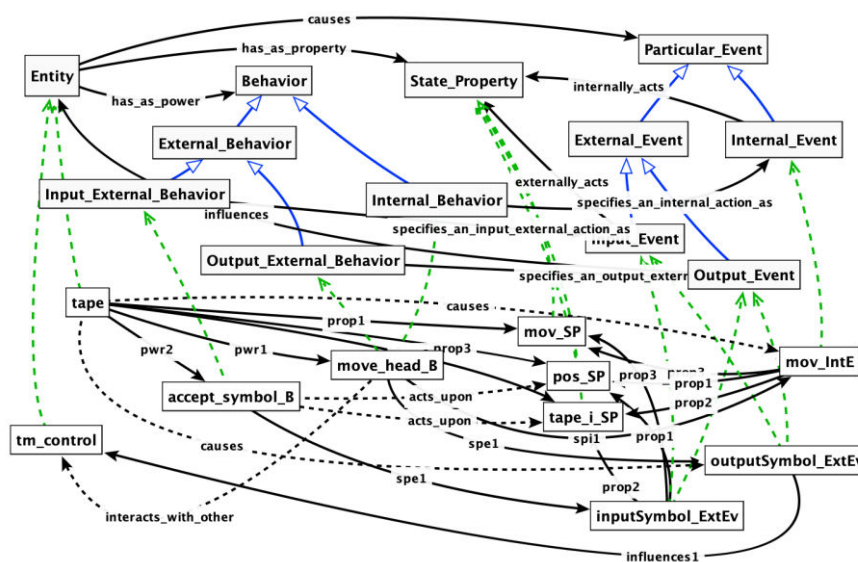 causes
Particular_Event
has_as_property
Entity
Behavior
State_Property
internally_acts
has_as_power
External_Behavior
External_Event
Internal_Event
externally_acts
Input_External_Behavior
Internal_Behavior
specifies_an_internal_action_as
influences
specifies_an_input_external_action_as
Input_Event
Output_External_Behavior
specifies_an_output_extern
Output_Event
tape
causes
prop1
mov_SP
prop3
pwr2
pwr1
move_head_B
mov_IntE
pos_SP
prop3
prop1
accept_symbol_B
acts_upon
prop2
tape_i_SP
acts_upon
tm_control
causes
spi1
prop1
spe1
outputSymbol_ExtEv
spe1
prop2
interacts_with_other
inputSymbol_ExtEv
influences1